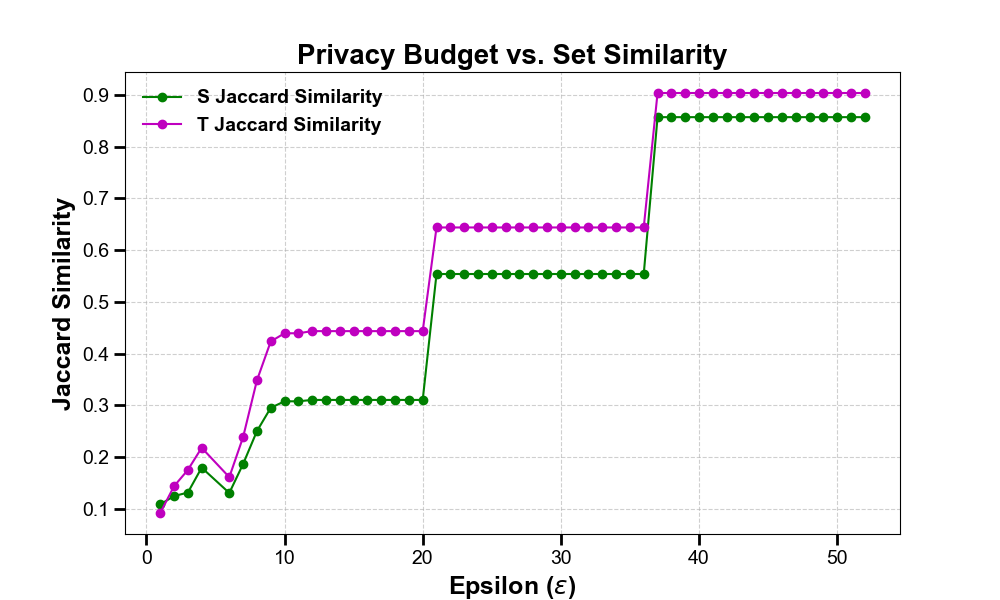 Privacy Budget vs. Set Similarity
S Jaccard Similarity
T Jaccard Similarity
Jaccard Similarity
0.9
0.8
0.7
0.6
0.5
0.4
0.3
0.2
0.1
0 10 20 30 40 50
Epsilon (ε)